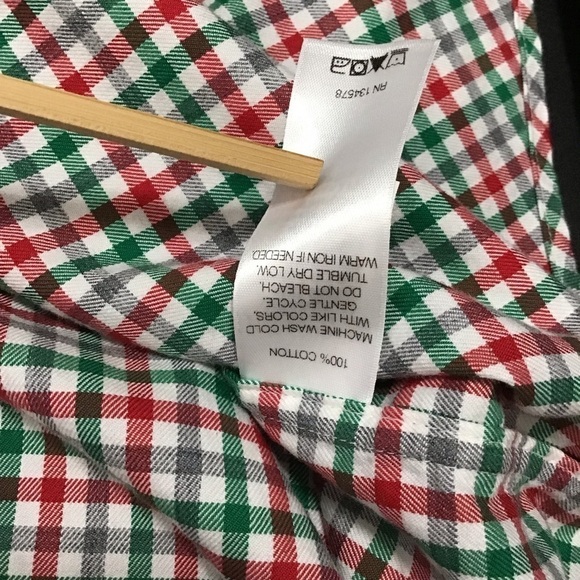 100% COTTON
MACHINE WASH COLD
WITH LIKE COLORS,
GENTLE CYCLE,
DO NOT BLEACH,
TUMBLE DRY LOW,
WARM IRON IF NEEDED.
RN 134578